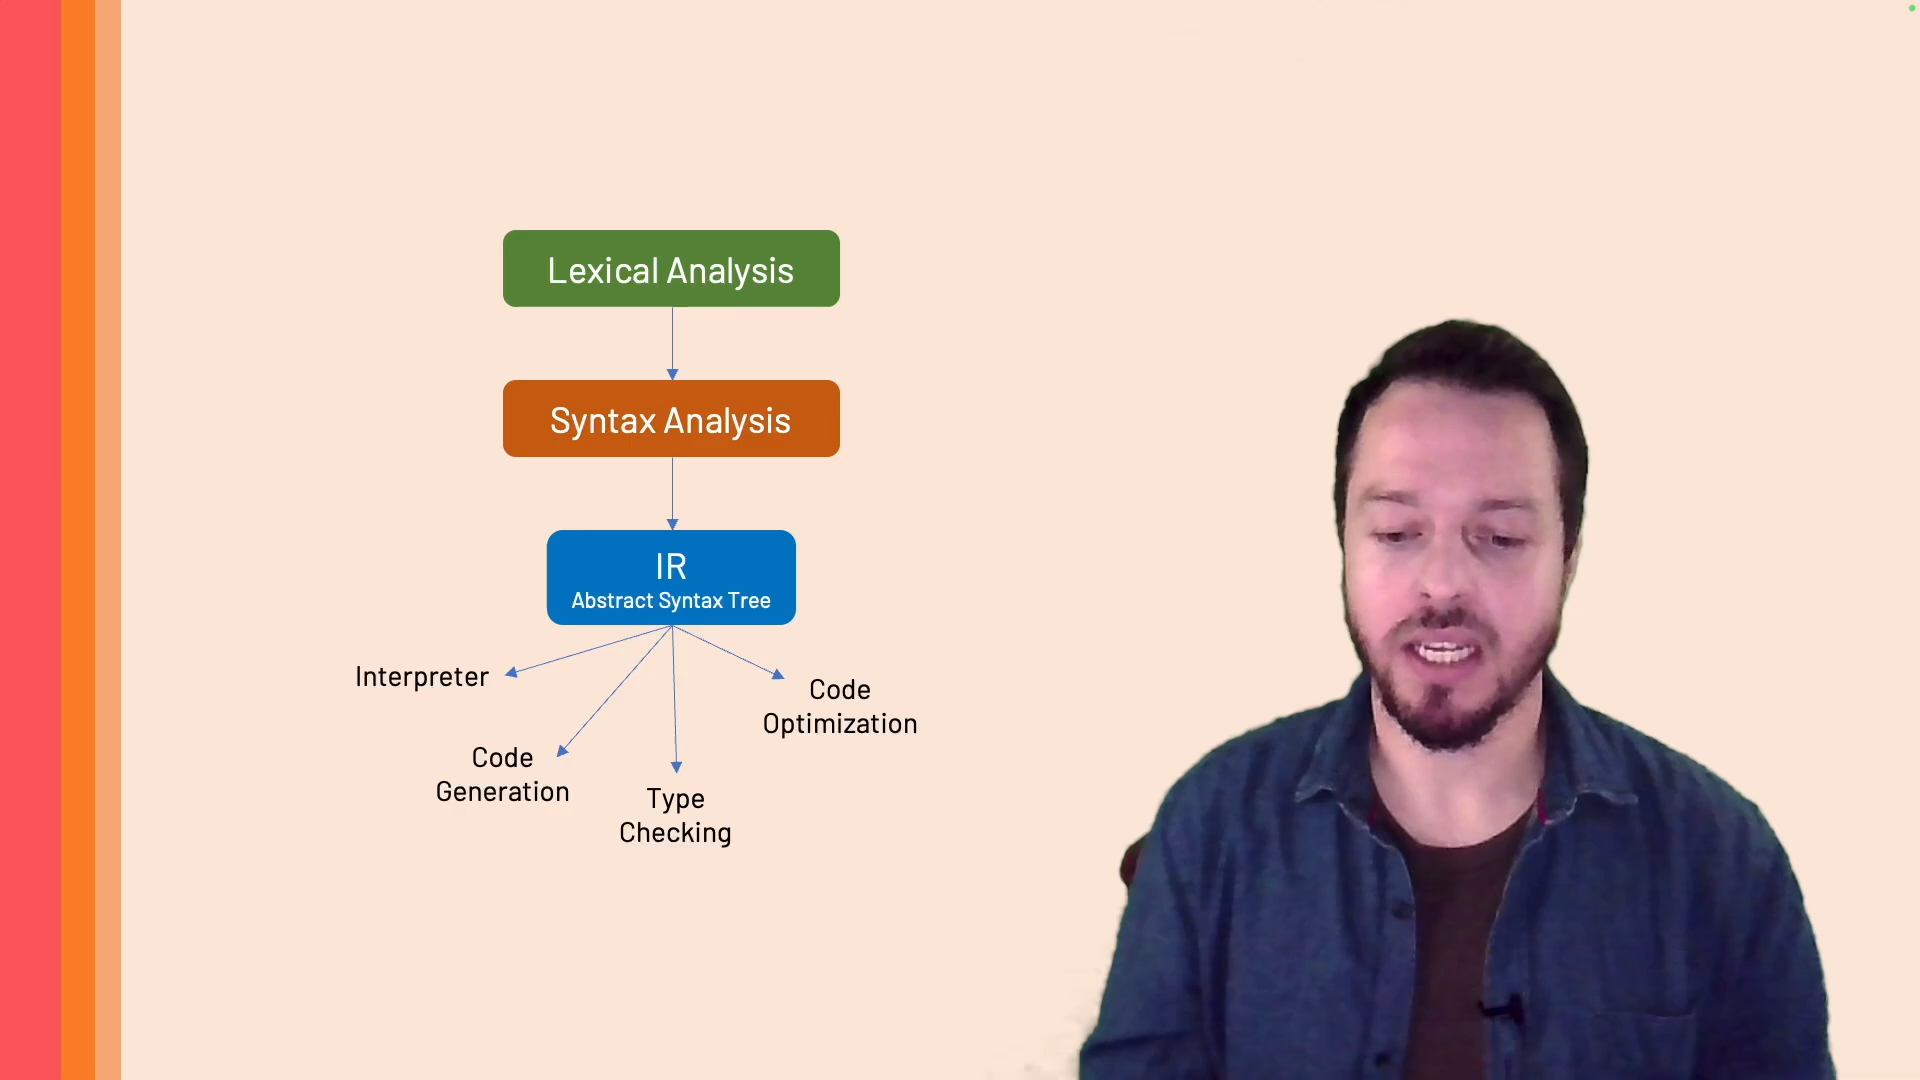 Lexical Analysis
Syntax Analysis
IR
Abstract Syntax Tree
Interpreter
Code
Optimization
Code
Generation
Type
Checking